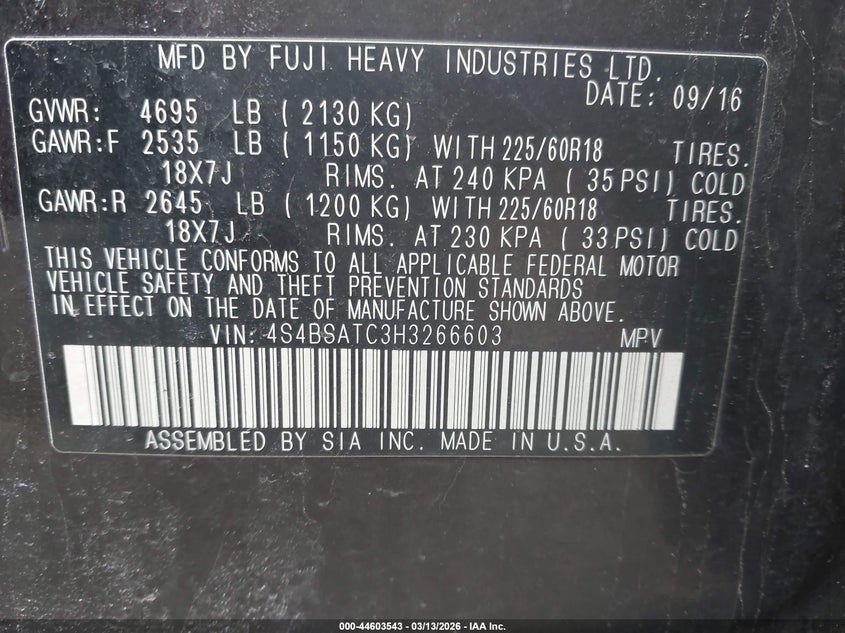 MFD BY FUJI HEAVY INDUSTRIES LTD.
DATE: 09/16
GVWR: 4695 LB ( 2130 KG)
GAWR:F 2535 LB ( 1150 KG) WITH 225/60R18 TIRES.
18X7J RIMS. AT 240 KPA ( 35 PSI) COLD
GAWR:R 2645 LB ( 1200 KG) WITH 225/60R18 TIRES.
18X7J RIMS. AT 230 KPA ( 33 PSI) COLD
THIS VEHICLE CONFORMS TO ALL APPLICABLE FEDERAL MOTOR
VEHICLE SAFETY AND THEFT PREVENTION STANDARDS
IN EFFECT ON THE DATE OF MANUFACTURE SHOWN ABOVE.
VIN: 4S4BSATC3H3266603 MPV
ASSEMBLED BY SIA INC. MADE IN U.S.A.
000-44603543 — 03/13/2026 — IAA Inc.